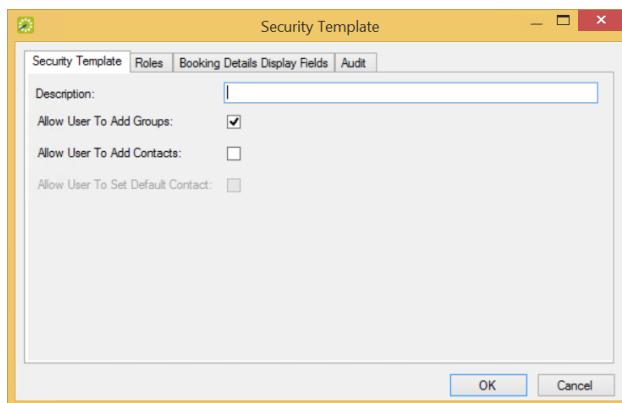 Security Template
Security Template Roles Booking Details Display Fields Audit
Description:
Allow User To Add Groups:
Allow User To Add Contacts:
Allow User To Set Default Contact:
OK Cancel